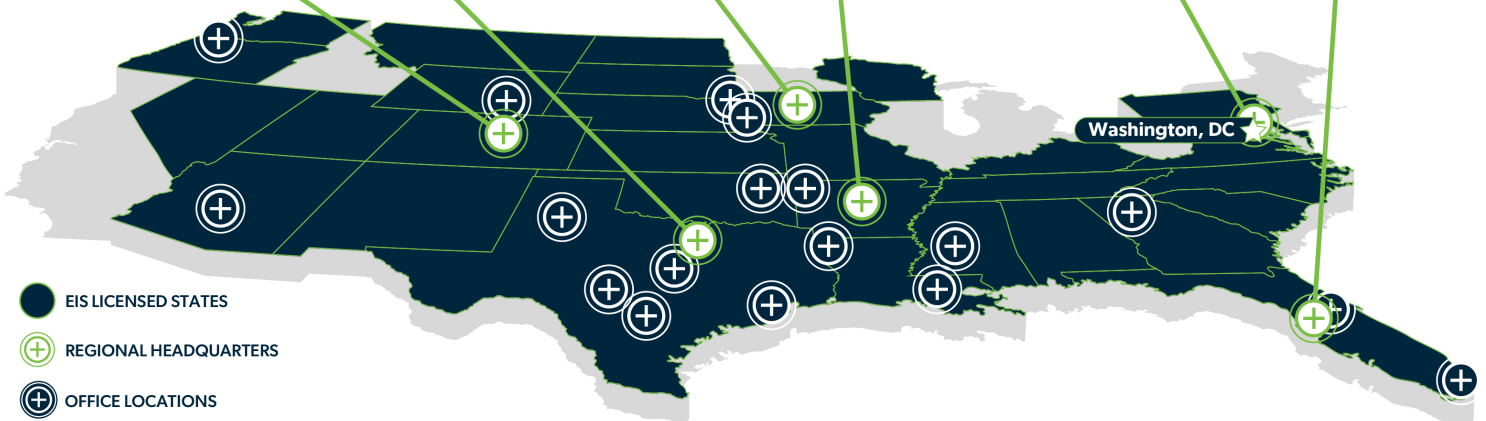 Washington, DC
EIS LICENSED STATES
REGIONAL HEADQUARTERS
OFFICE LOCATIONS